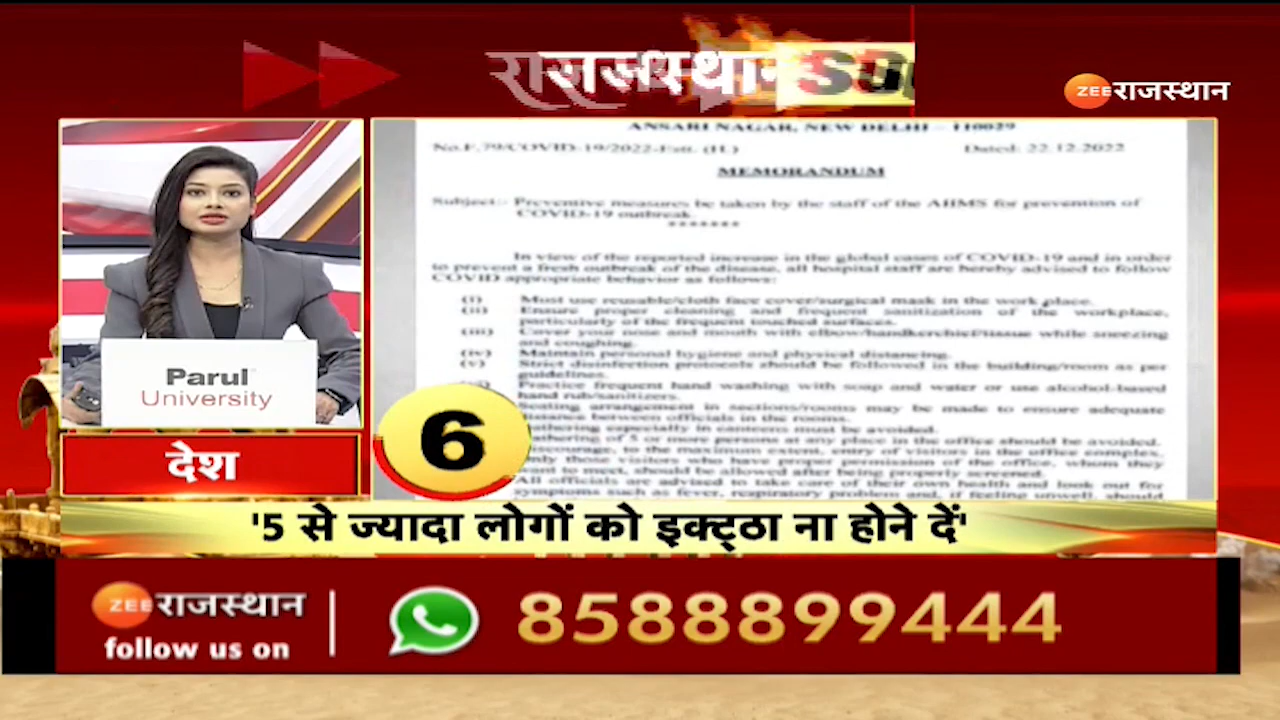 राजस्थान
ZEE राजस्थान
ANSARI NAGAR, NEW DELHI – 110029
No.F.79/COVID-19/2022-Estt. (H.) Dated: 22.12.2022
MEMORANDUM
Subject:- Preventive measures be taken by the staff of the AIIMS for prevention of
COVID-19 outbreak.
*******
In view of the reported increase in the global cases of COVID-19 and in order
to prevent a fresh outbreak of the disease, all hospital staff are hereby advised to follow
COVID appropriate behavior as follows:
(i) Must use reusable/cloth face cover/surgical mask in the work place.
(ii) Ensure proper cleaning and frequent sanitization of the workplace,
particularly of the frequent touched surfaces.
(iii) Cover your nose and mouth with elbow/handkerchief/tissue while sneezing
and coughing.
(iv) Maintain personal hygiene and physical distancing.
(v) Strict disinfection protocols should be followed in the building/room as per
guidelines.
Practice frequent hand washing with soap and water or use alcohol-based
hand rub/sanitizers.
Seating arrangement in sections/rooms may be made to ensure adequate
distance between officials in the rooms.
athering especially in canteens must be avoided.
athering of 5 or more persons at any place in the office should be avoided.
iscourage, to the maximum extent, entry of visitors in the office complex.
nly those visitors who have proper permission of the office, whom they
want to meet, should be allowed after being properly screened.
All officials are advised to take care of their own health and look out for
symptoms such as fever, respiratory problem and, if feeling unwell, should
Parul
University
देश
6
'5 से ज्यादा लोगों को इक्ट्ठा ना होने दें'
ZEE राजस्थान
follow us on
8588899444